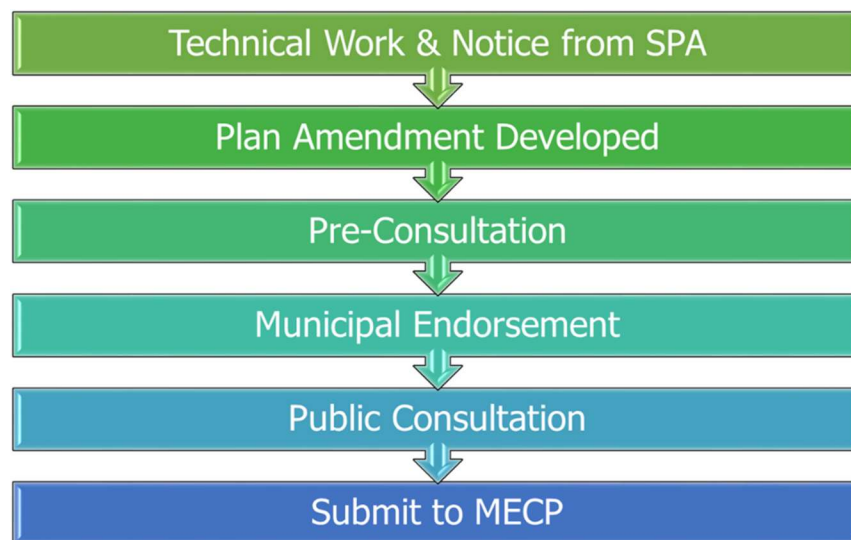 Technical Work & Notice from SPA
Plan Amendment Developed
Pre-Consultation
Municipal Endorsement
Public Consultation
Submit to MECP